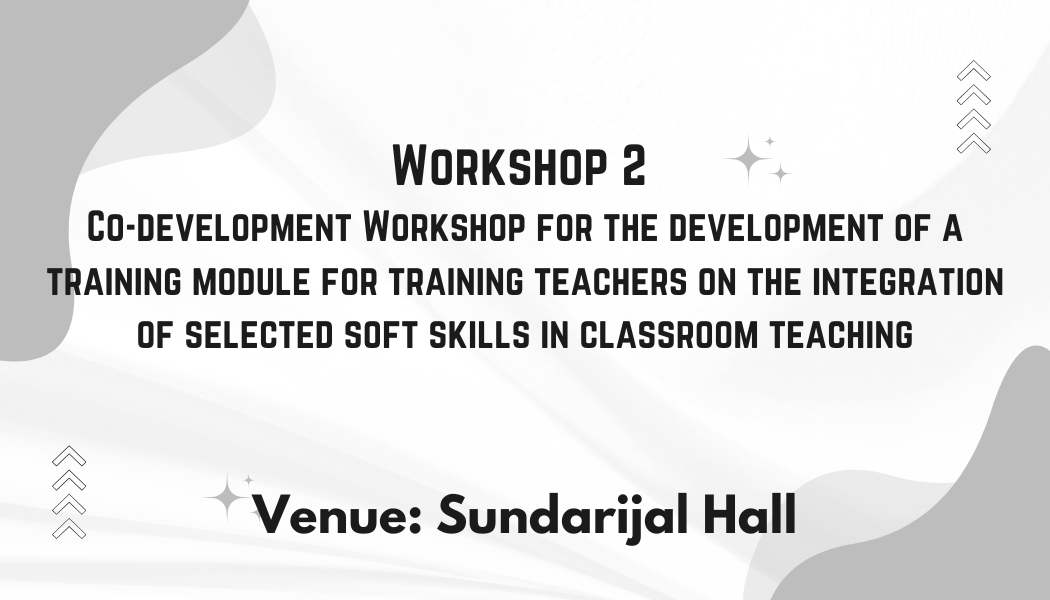 Workshop 2
Co-development Workshop for the development of a
training module for training teachers on the integration
of selected soft skills in classroom teaching
Venue: Sundarijal Hall